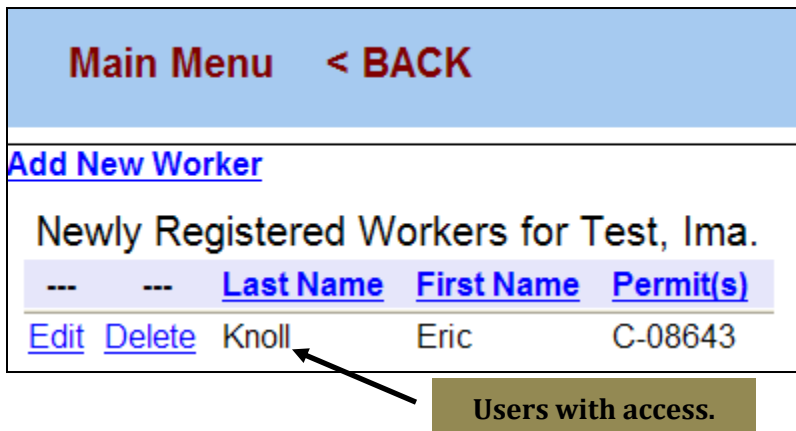 Main Menu < BACK
Add New Worker
Newly Registered Workers for Test, Ima.
--- --- Last Name First Name Permit(s)
Edit Delete Knoll Eric C-08643
Users with access.